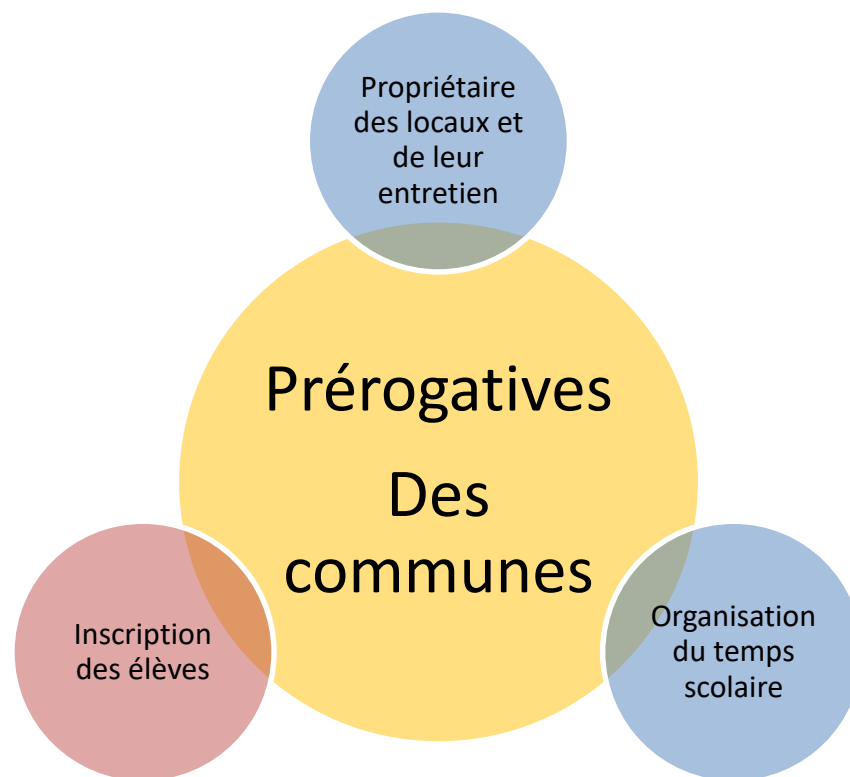 Propriétaire
des locaux et
de leur
entretien
Prérogatives
Des
communes
Inscription
des élèves
Organisation
du temps
scolaire